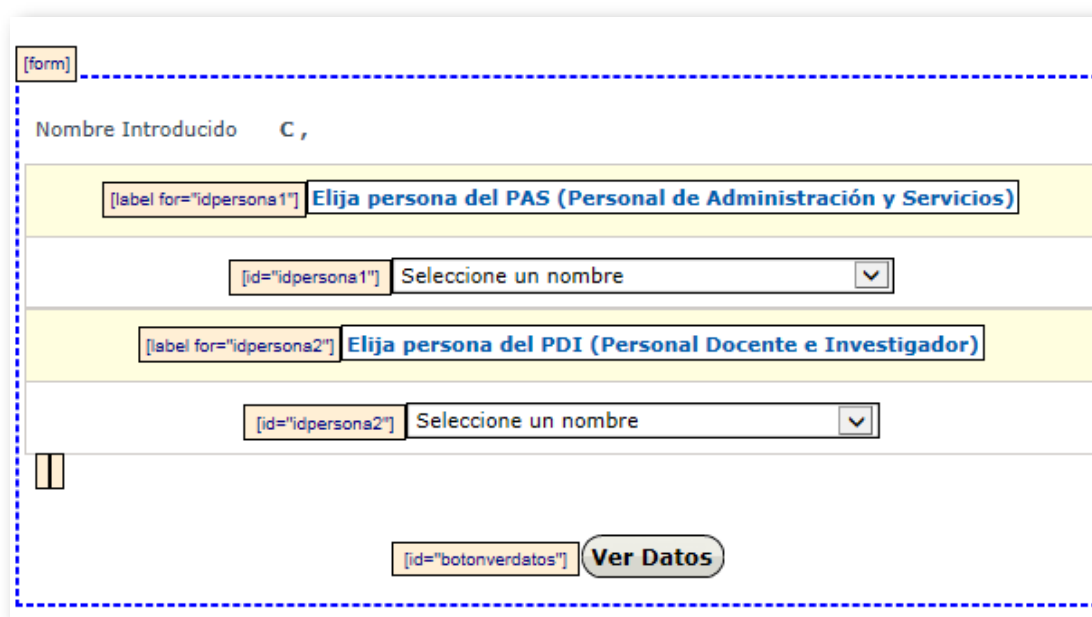 [form]
Nombre Introducido C ,
[label for="idpersona1"] Elija persona del PAS (Personal de Administración y Servicios)
[id="idpersona1"] Seleccione un nombre
[label for="idpersona2"] Elija persona del PDI (Personal Docente e Investigador)
[id="idpersona2"] Seleccione un nombre
[id="botonverdatos"] Ver Datos